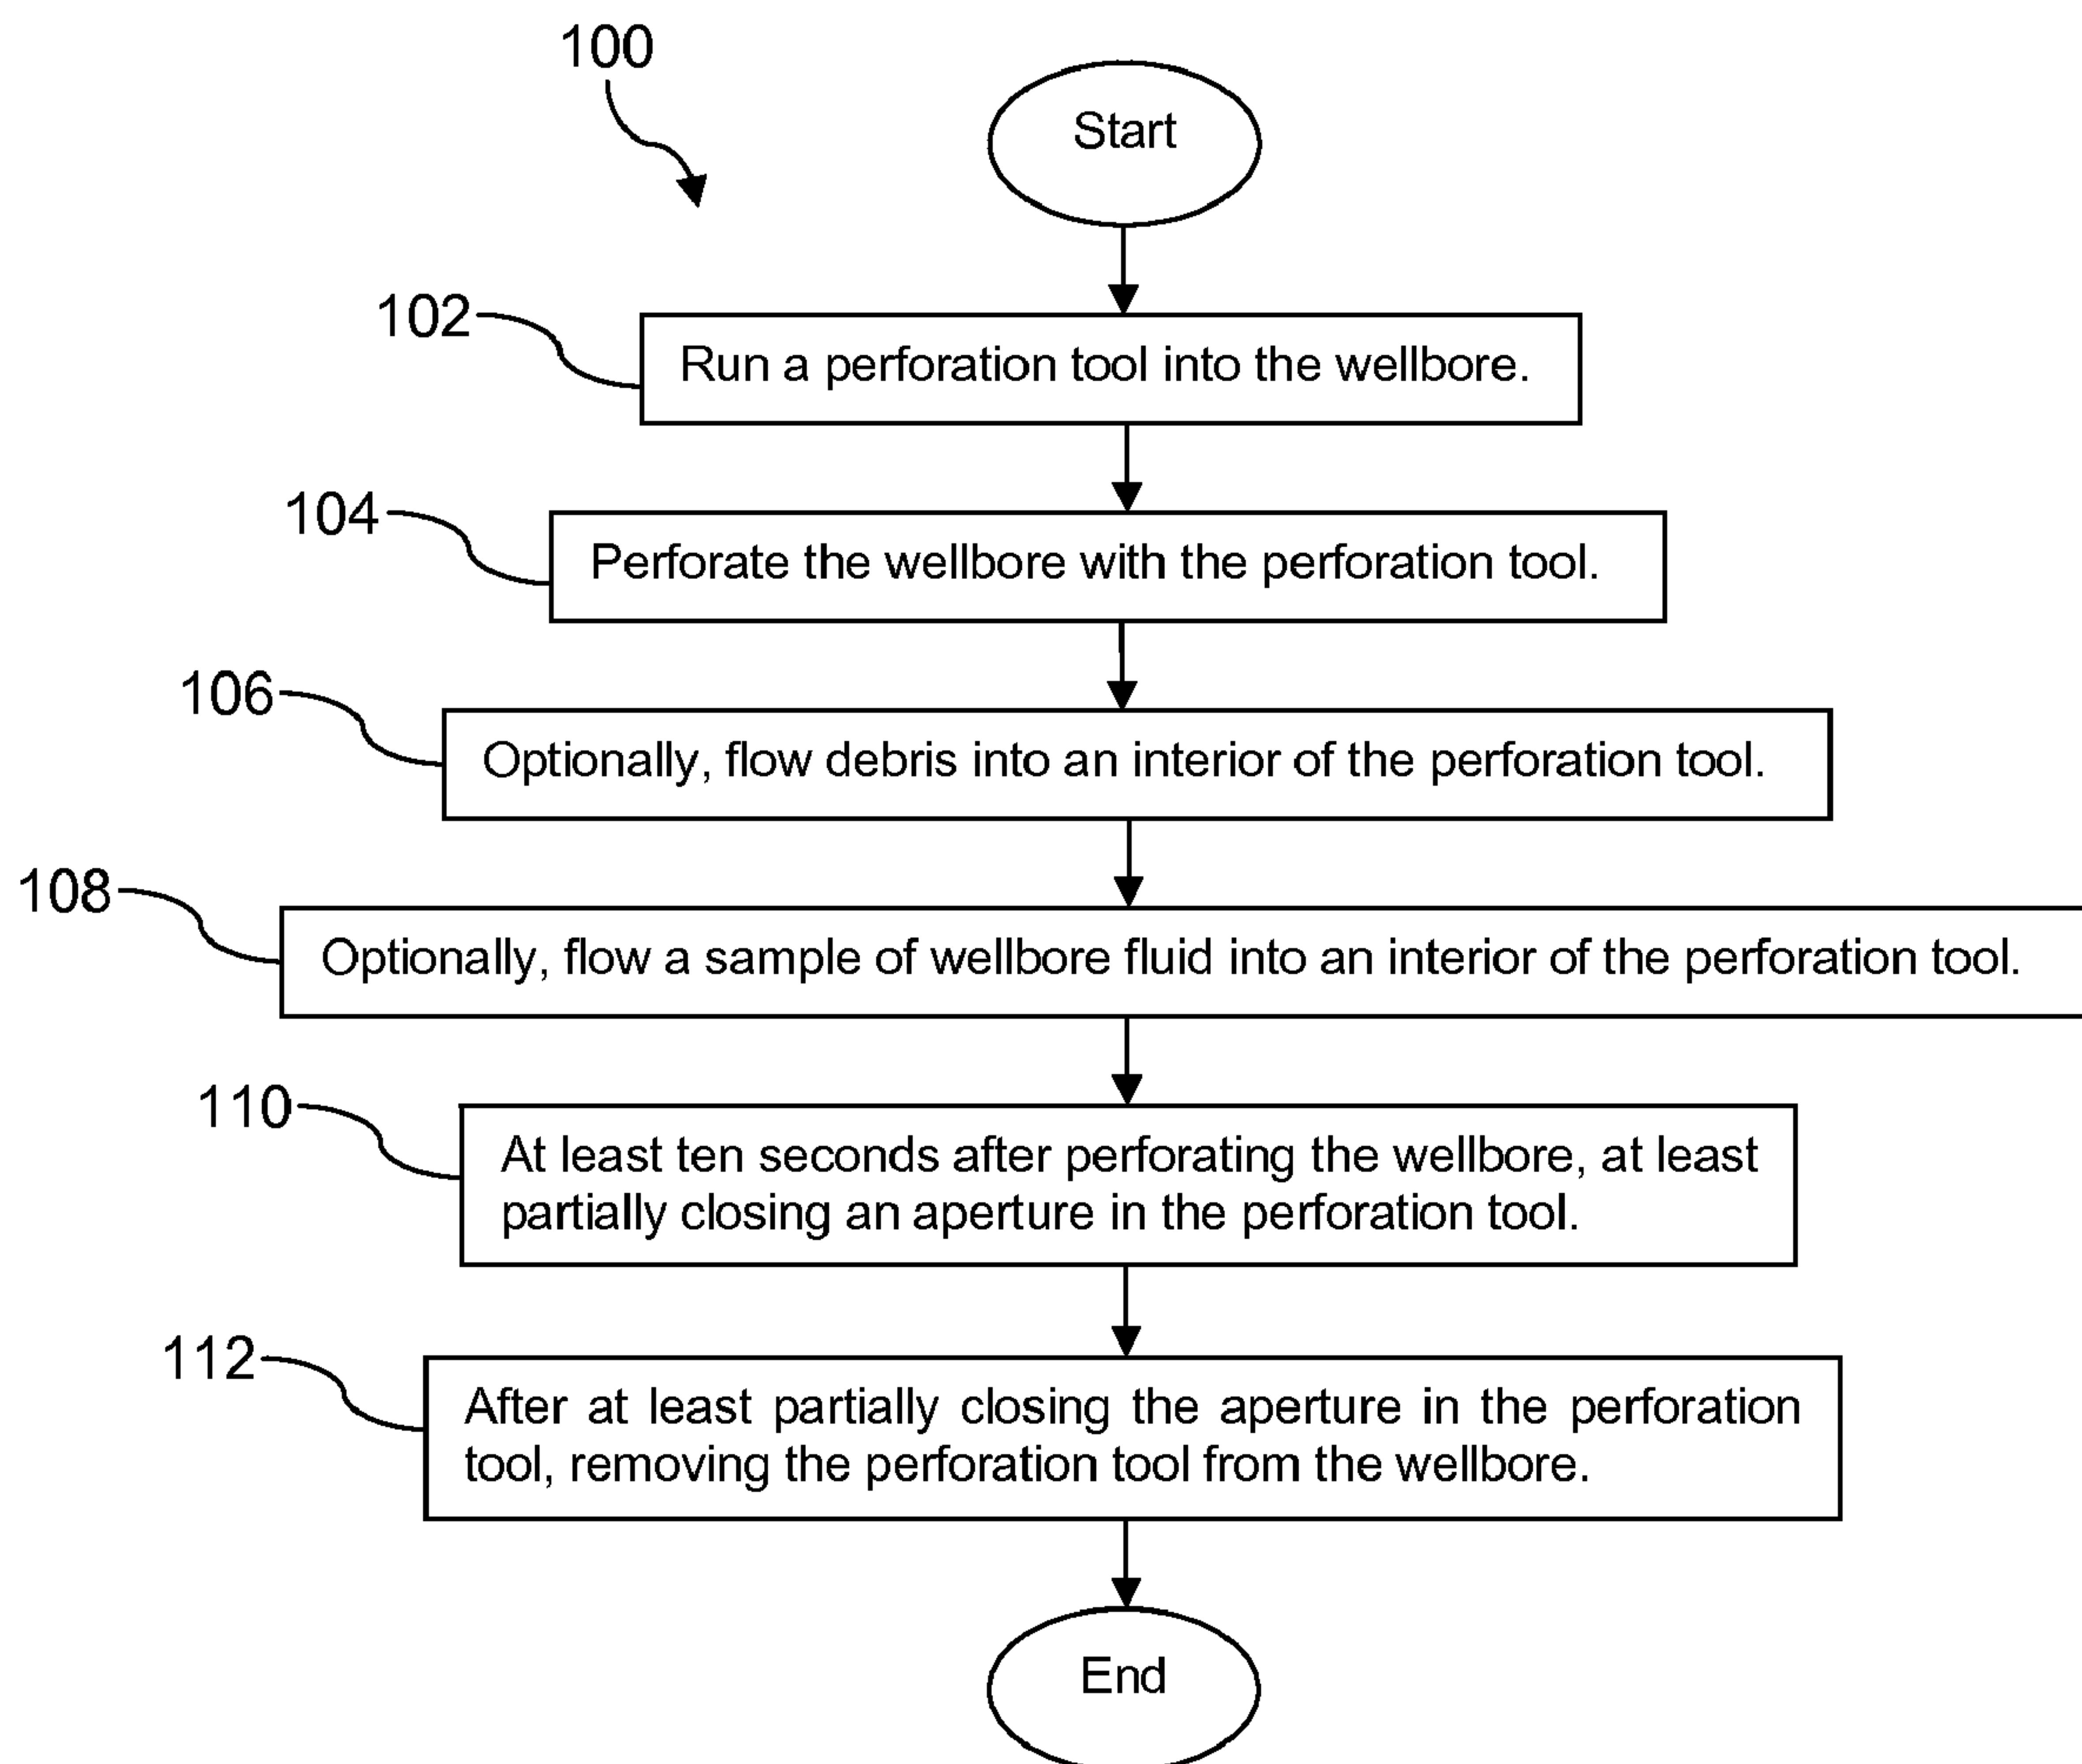 100
Start
102
Run a perforation tool into the wellbore.
104
Perforate the wellbore with the perforation tool.
106
Optionally, flow debris into an interior of the perforation tool.
108
Optionally, flow a sample of wellbore fluid into an interior of the perforation tool.
110
At least ten seconds after perforating the wellbore, at least
partially closing an aperture in the perforation tool.
112
After at least partially closing the aperture in the perforation
tool, removing the perforation tool from the wellbore.
End